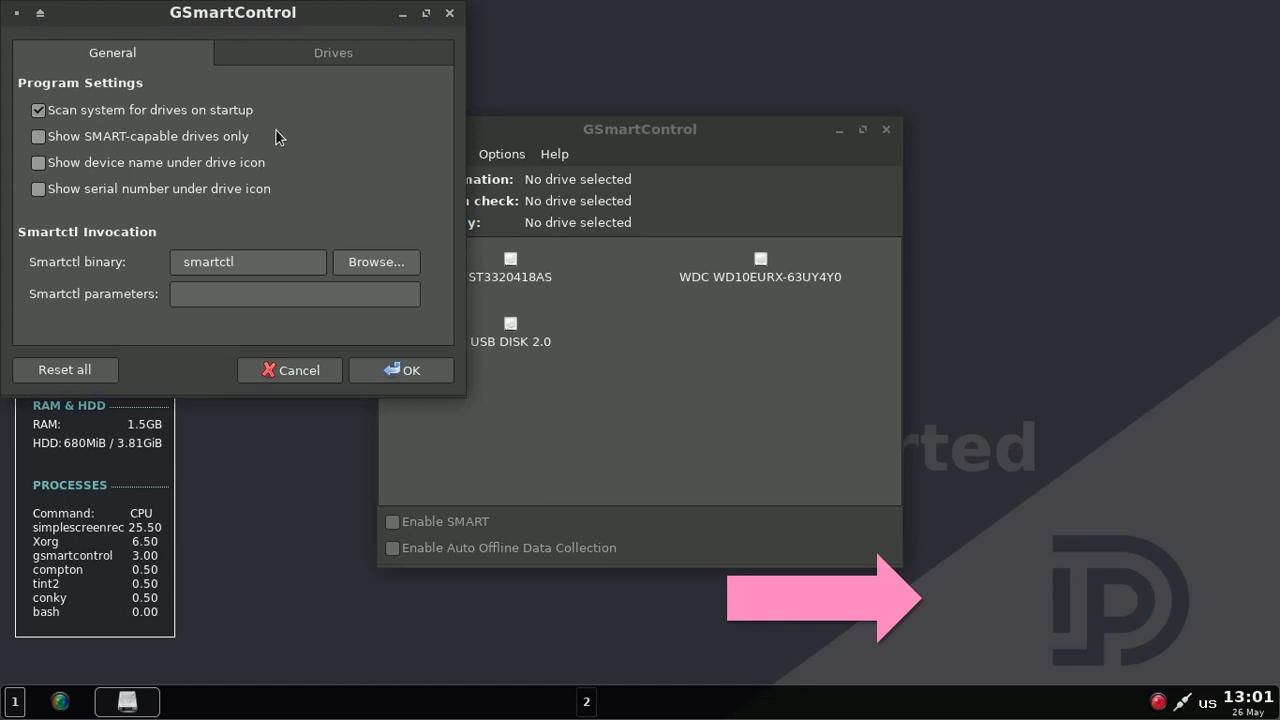 GSmartControl
General
Drives
Program Settings
Scan system for drives on startup
Show SMART-capable drives only
Show device name under drive icon
Show serial number under drive icon
Smartctl Invocation
Smartctl binary:
smartctl
Browse...
Smartctl parameters:
Reset all
Cancel
OK
GSmartControl
Options
Help
No drive selected
check:
No drive selected
No drive selected
ST3320418AS
WDC WD10EURX-63UY4Y0
USB DISK 2.0
Enable SMART
Enable Auto Offline Data Collection
RAM & HDD
RAM: 1.5GB
HDD: 680MiB / 3.81GiB
PROCESSES
Command: CPU
simplescreenrec 25.50
Xorg 6.50
gsmartcontrol 3.00
compton 0.50
tint2 0.50
conky 0.50
bash 0.00
1
2
us
13:01
26 May